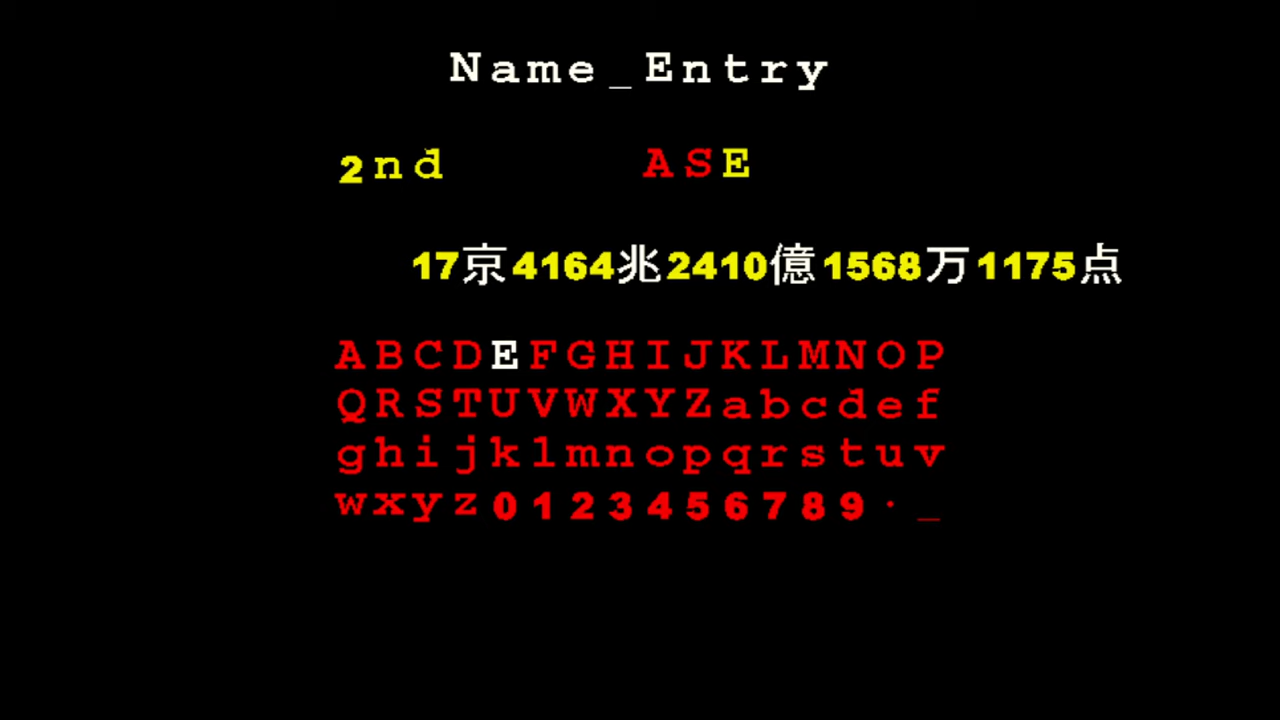 Name_Entry
2nd ASE
17京4164兆2410億1568万1175点
ABCDEFGHIJKLMNOP
QRSTUVWXYZabcdef
ghijklmnopqrstuv
wxyz0123456789·_